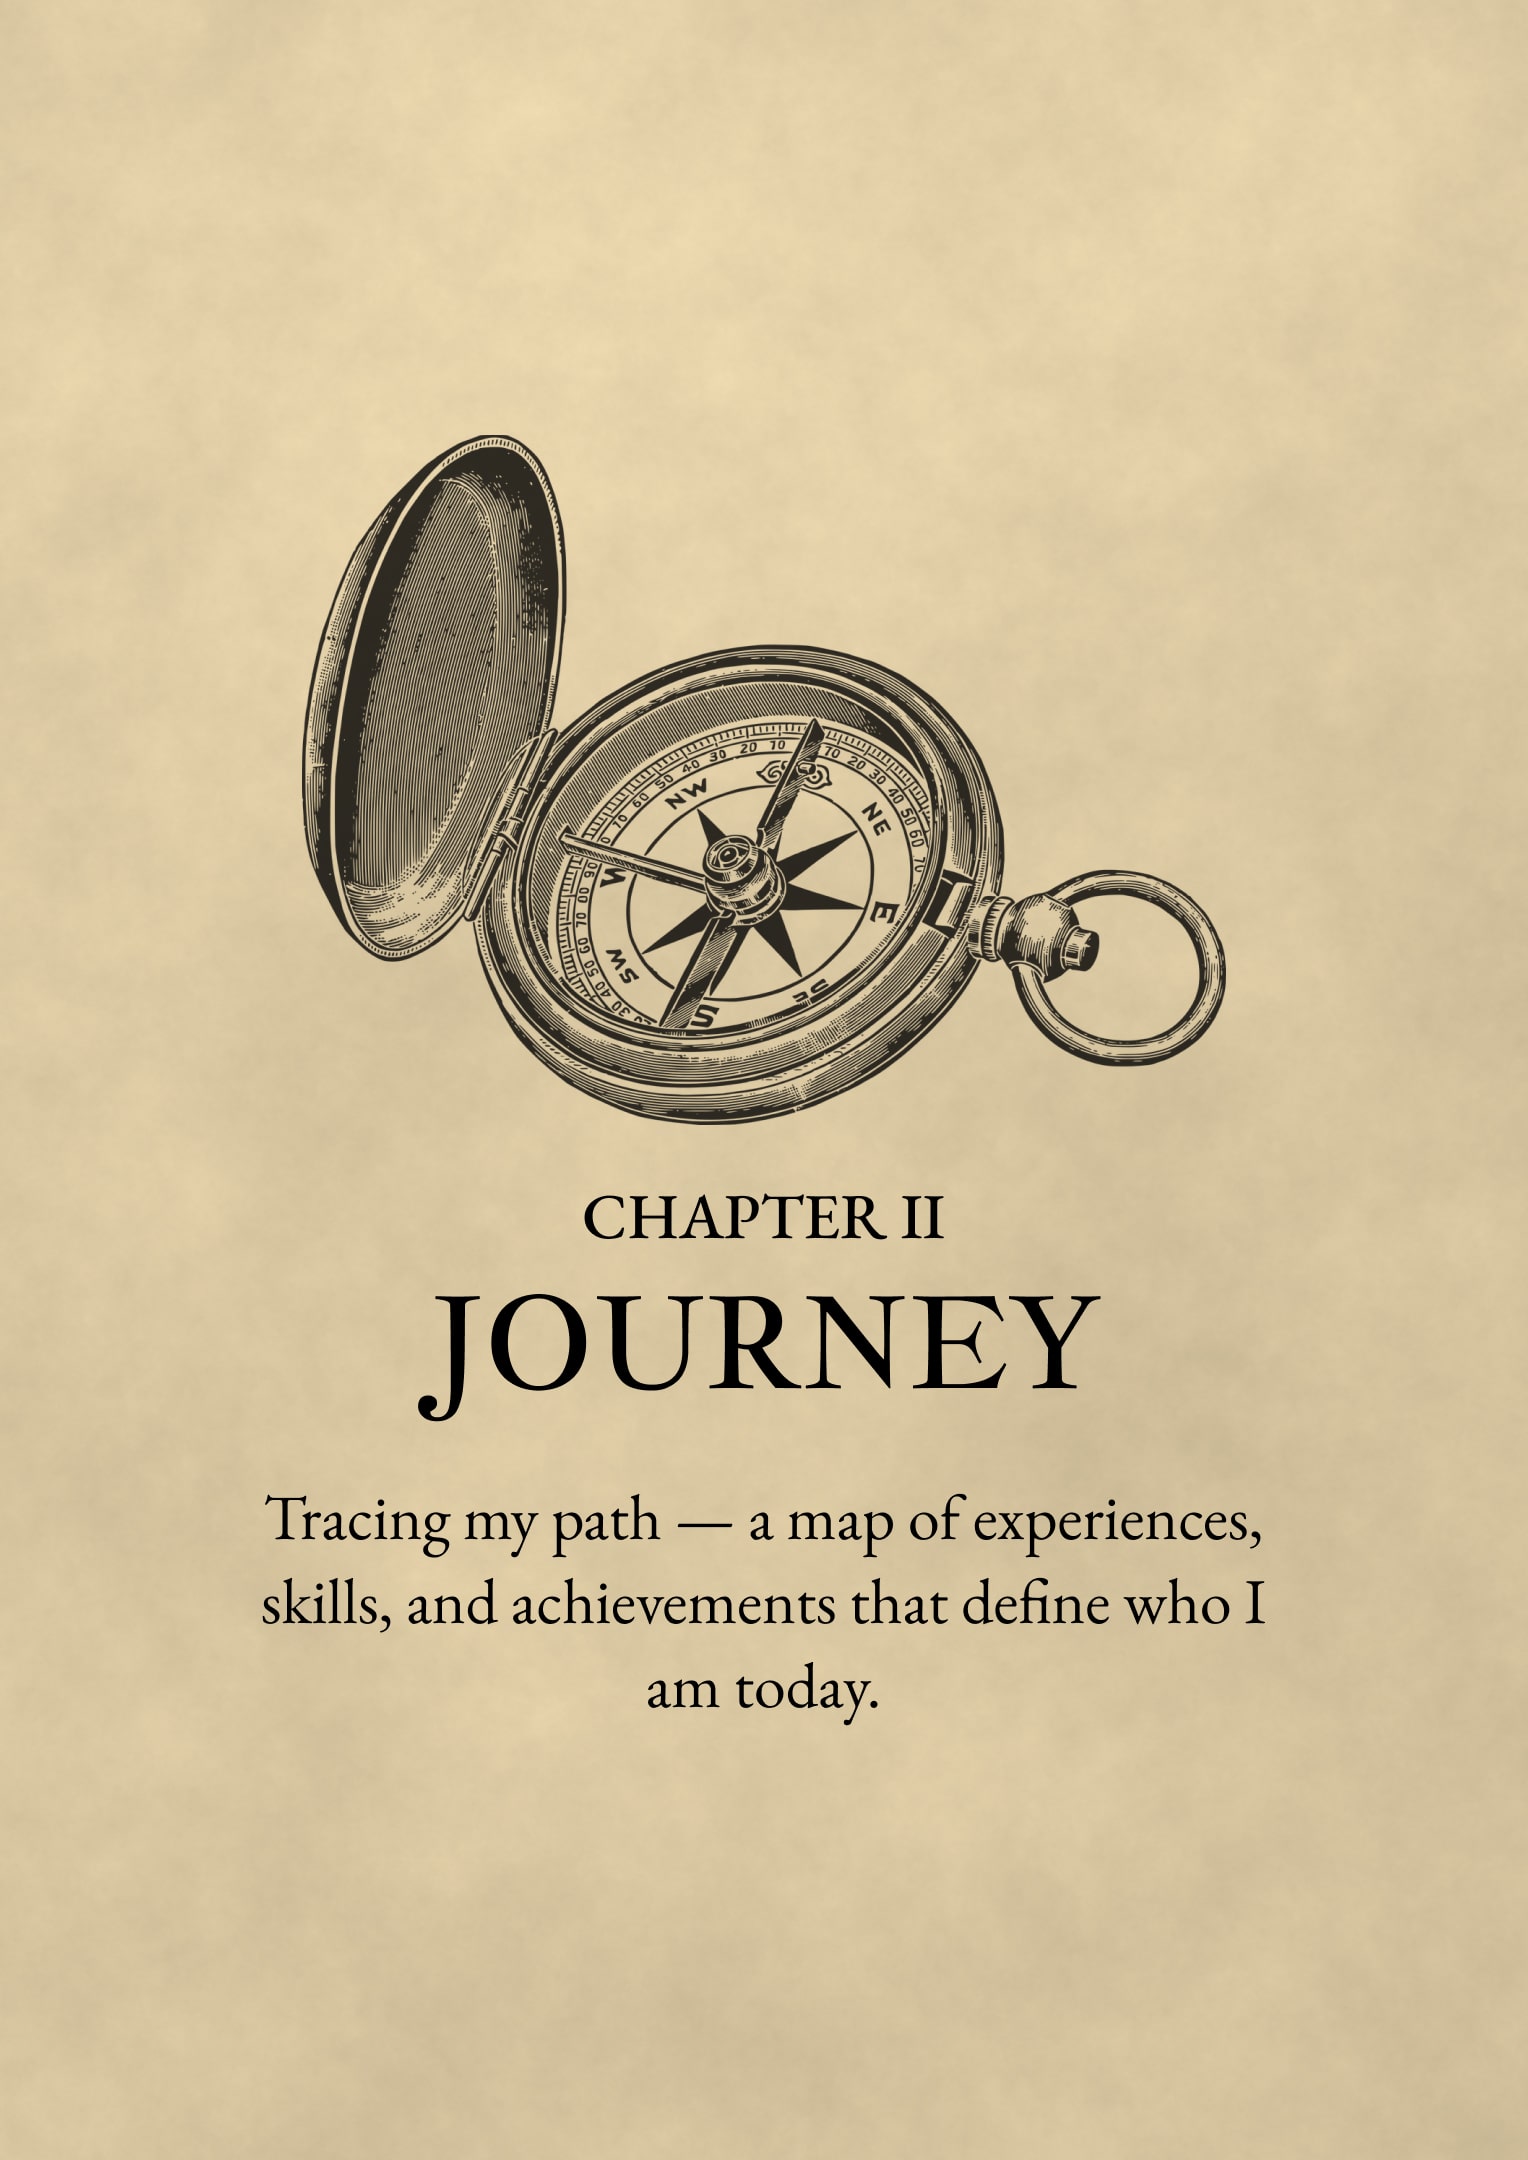 NW
NE
W
E
SW
SE
S
CHAPTER II
JOURNEY
Tracing my path — a map of experiences,
skills, and achievements that define who I
am today.